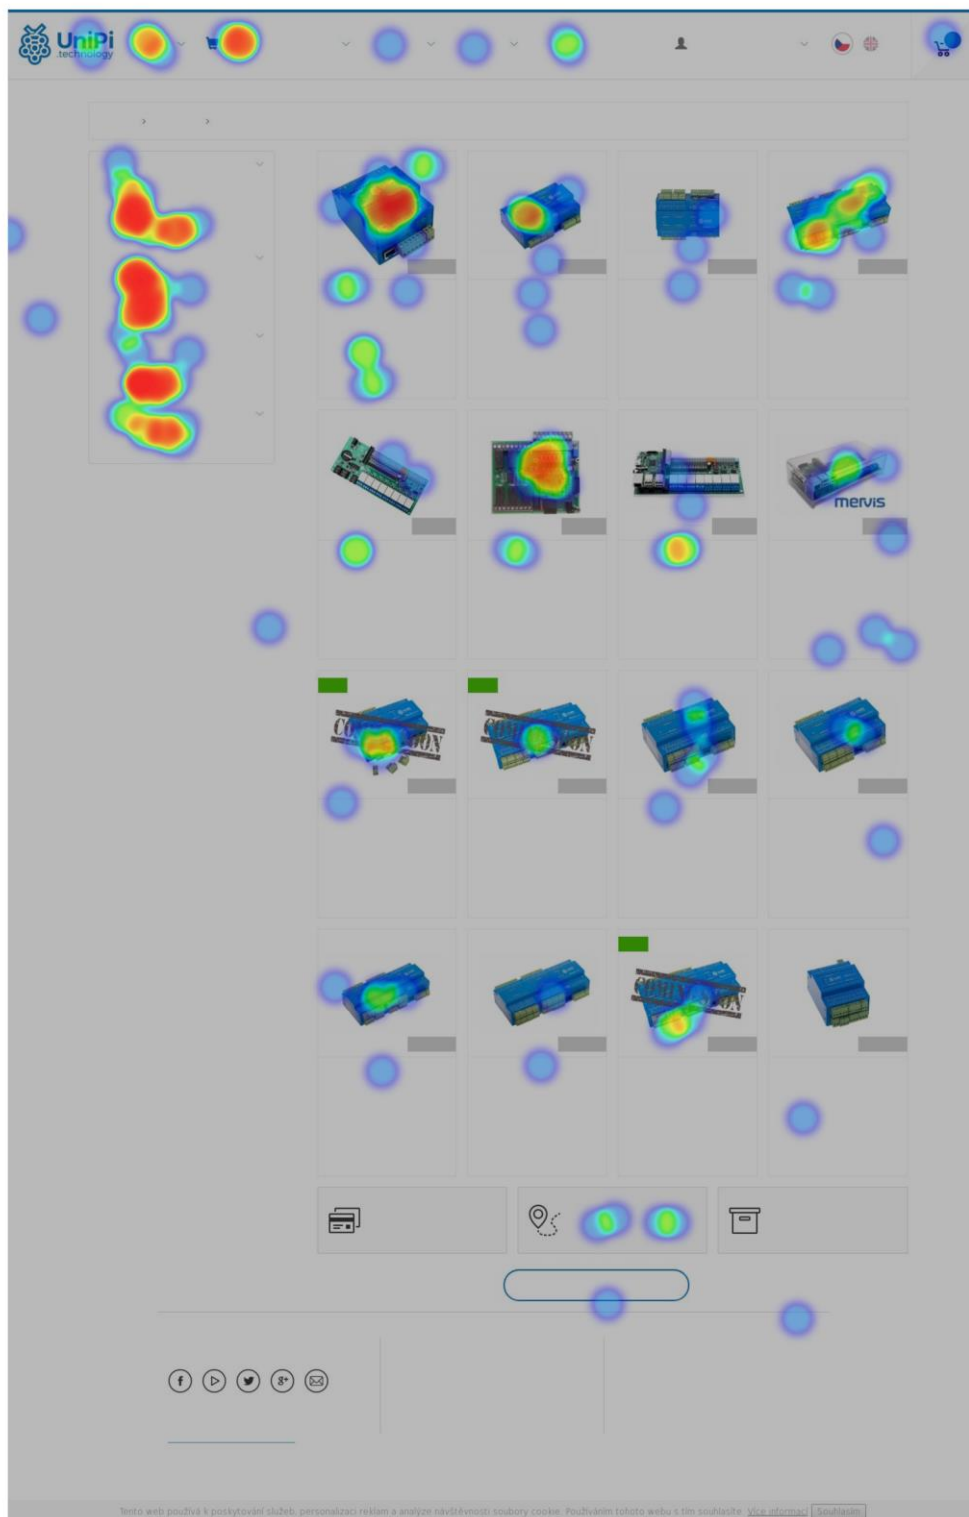 UniPi
.technology
mervis
Tento web používá k poskytování služeb, personalizaci reklam a analýze návštěvnosti soubory cookie. Používáním tohoto webu s tím souhlasíte. Více informací Souhlasím